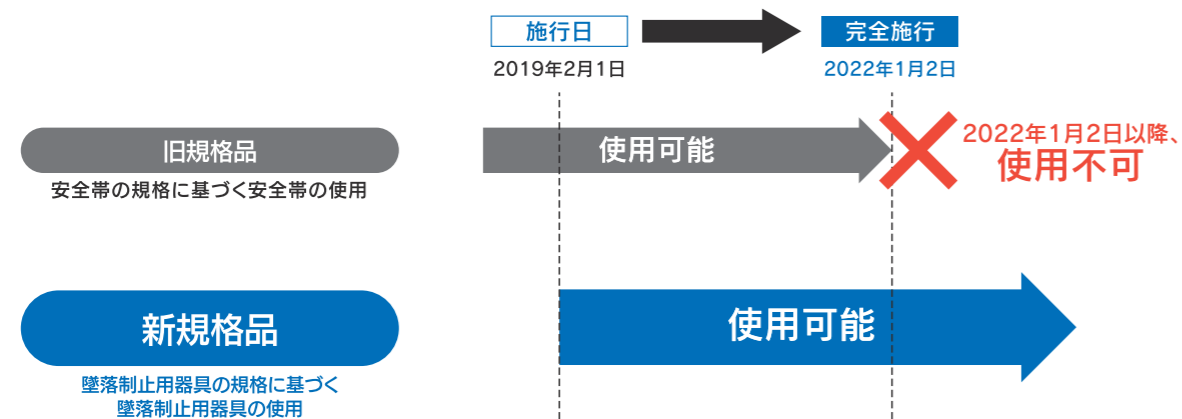 施行日
完全施行
2019年2月1日
2022年1月2日
旧規格品
安全帯の規格に基づく安全帯の使用
使用可能
2022年1月2日以降、
使用不可
新規格品
墜落制止用器具の規格に基づく
墜落制止用器具の使用
使用可能